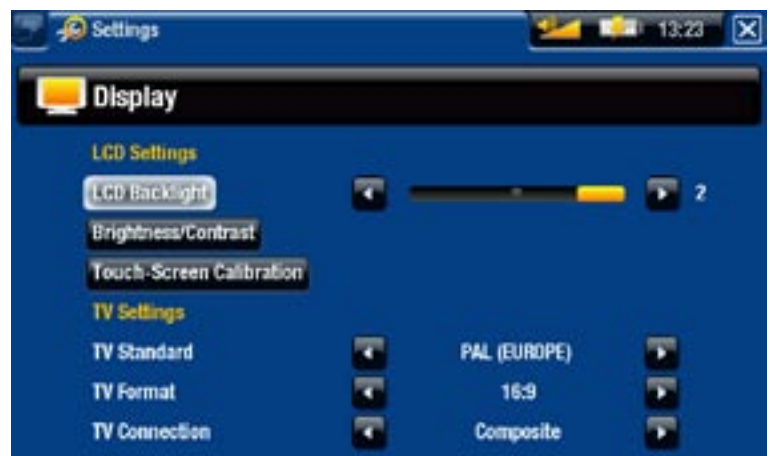 Settings 13:23
Display
LCD Settings
LCD Backlight 2
Brightness/Contrast
Touch-Screen Calibration
TV Settings
TV Standard PAL (EUROPE)
TV Format 16:9
TV Connection Composite